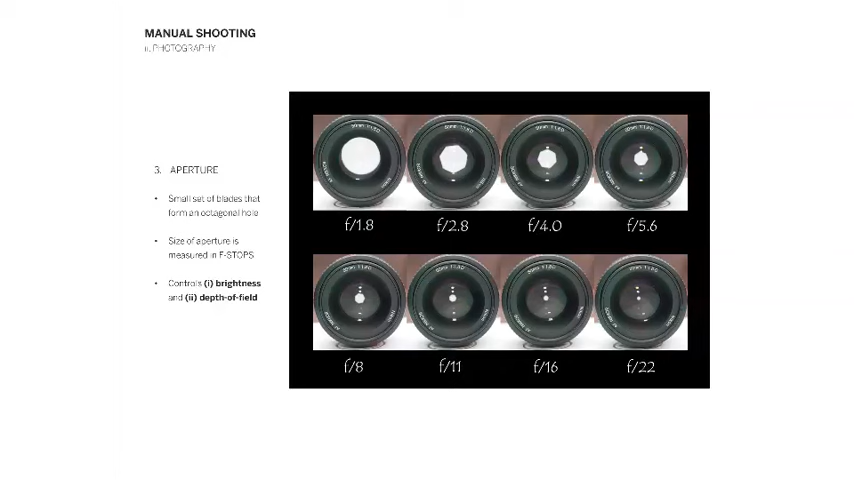 MANUAL SHOOTING
ii. PHOTOGRAPHY
3. APERTURE
• Small set of blades that
form an octagonal hole
• Size of aperture is
measured in F-STOPS
• Controls (i) brightness
and (ii) depth-of-field
f/1.8 f/2.8 f/4.0 f/5.6
f/8 f/11 f/16 f/22